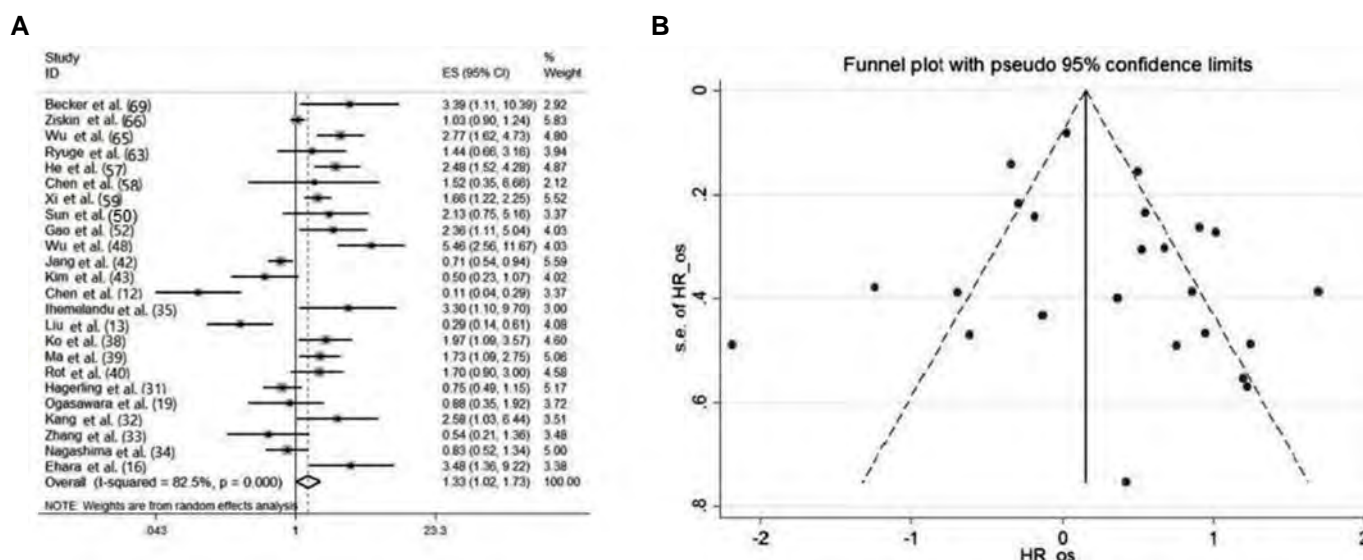 A
Study %
ID ES (95% CI) Weight
Becker et al. (69) 3.39 (1.11, 10.39) 2.92
Ziskin et al. (66) 1.03 (0.90, 1.24) 5.83
Wu et al. (65) 2.77 (1.62, 4.73) 4.80
Ryuge et al. (63) 1.44 (0.66, 3.16) 3.94
He et al. (57) 2.48 (1.52, 4.28) 4.87
Chen et al. (58) 1.52 (0.35, 6.66) 2.12
Xi et al. (59) 1.66 (1.22, 2.25) 5.52
Sun et al. (50) 2.13 (0.75, 5.16) 3.37
Gao et al. (52) 2.36 (1.11, 5.04) 4.03
Wu et al. (48) 5.46 (2.56, 11.67) 4.03
Jang et al. (42) 0.71 (0.54, 0.94) 5.59
Kim et al. (43) 0.50 (0.23, 1.07) 4.02
Chen et al. (12) 0.11 (0.04, 0.29) 3.37
Ihemalandu et al. (35) 3.30 (1.10, 9.70) 3.00
Liu et al. (13) 0.29 (0.14, 0.61) 4.08
Ko et al. (38) 1.97 (1.09, 3.57) 4.60
Ma et al. (39) 1.73 (1.09, 2.75) 5.06
Rot et al. (40) 1.70 (0.90, 3.00) 4.58
Hagerling et al. (31) 0.75 (0.49, 1.15) 5.17
Ogasawara et al. (19) 0.88 (0.35, 1.92) 3.72
Kang et al. (32) 2.58 (1.03, 6.44) 3.51
Zhang et al. (33) 0.54 (0.21, 1.36) 3.48
Nagashima et al. (34) 0.83 (0.52, 1.34) 5.00
Ehara et al. (16) 3.48 (1.36, 9.22) 3.38
Overall (I-squared = 82.5%, p = 0.000) 1.33 (1.02, 1.73) 100.00
NOTE: Weights are from random effects analysis
.043 1 23.3
B
Funnel plot with pseudo 95% confidence limits
s.e. of HR_os
0
.2
.4
.6
.8
-2 -1 0 1 2
HR_os